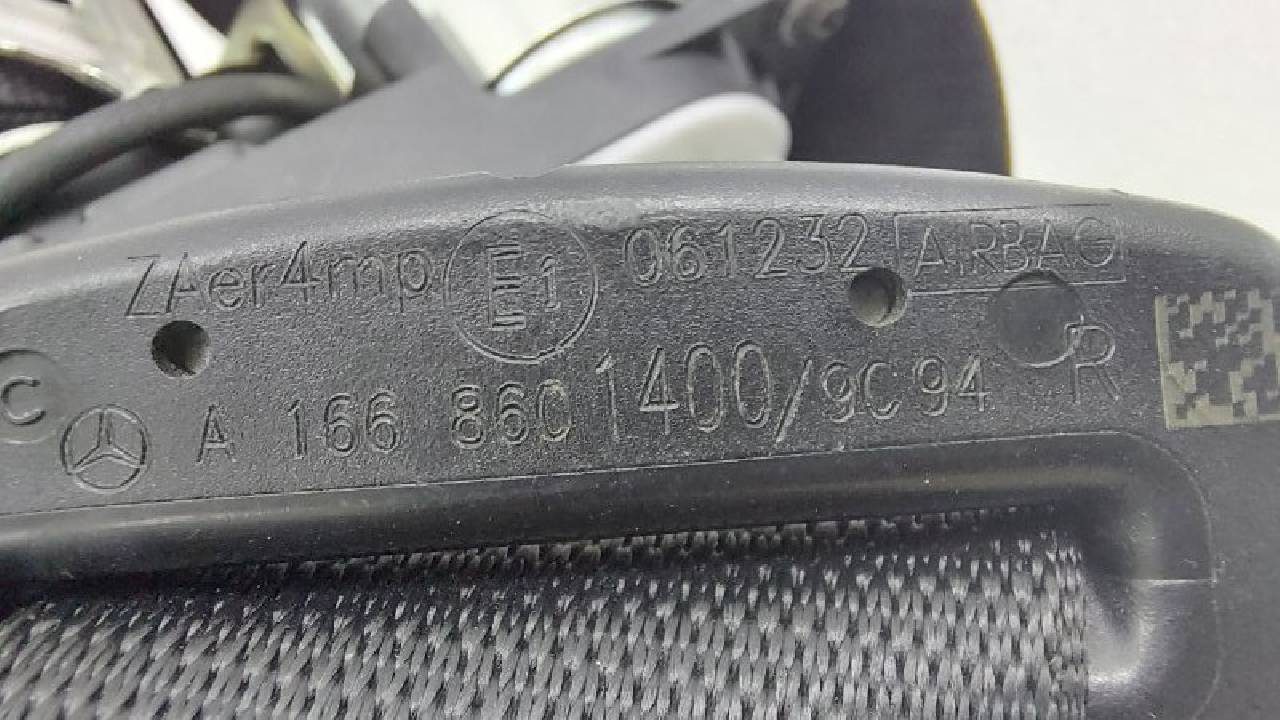 ZAer4mp E1 061232 AIRBAG
C A 166 860 1400/9C94 R